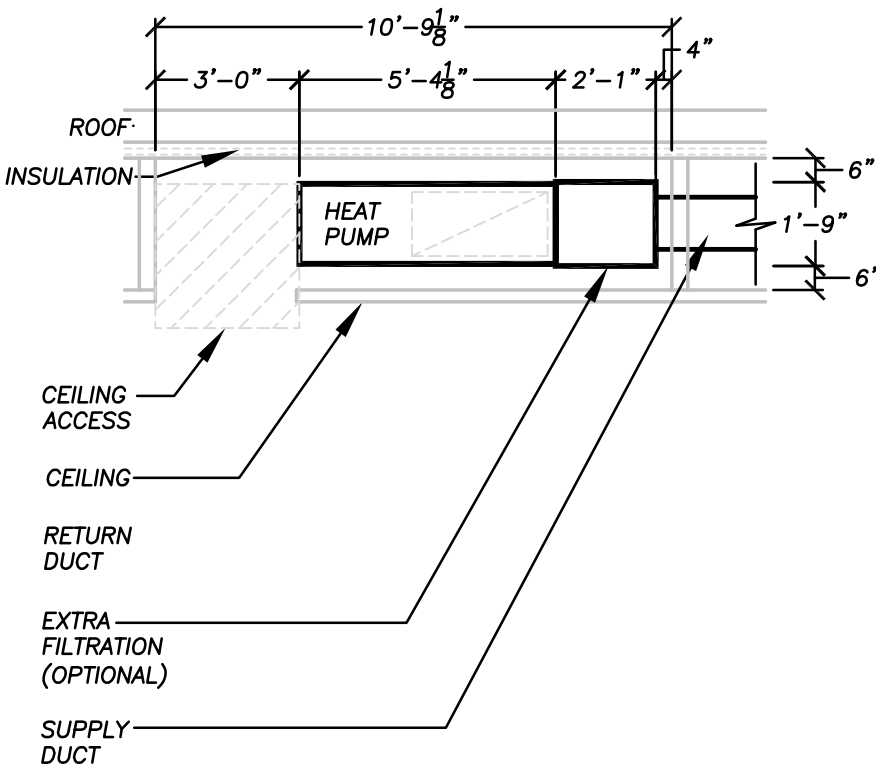 10'-9 1/8"
4"
3'-0" 5'-4 1/8" 2'-1"
ROOF
INSULATION
6"
HEAT
PUMP
1'-9"
6'
CEILING
ACCESS
CEILING
RETURN
DUCT
EXTRA
FILTRATION
(OPTIONAL)
SUPPLY
DUCT